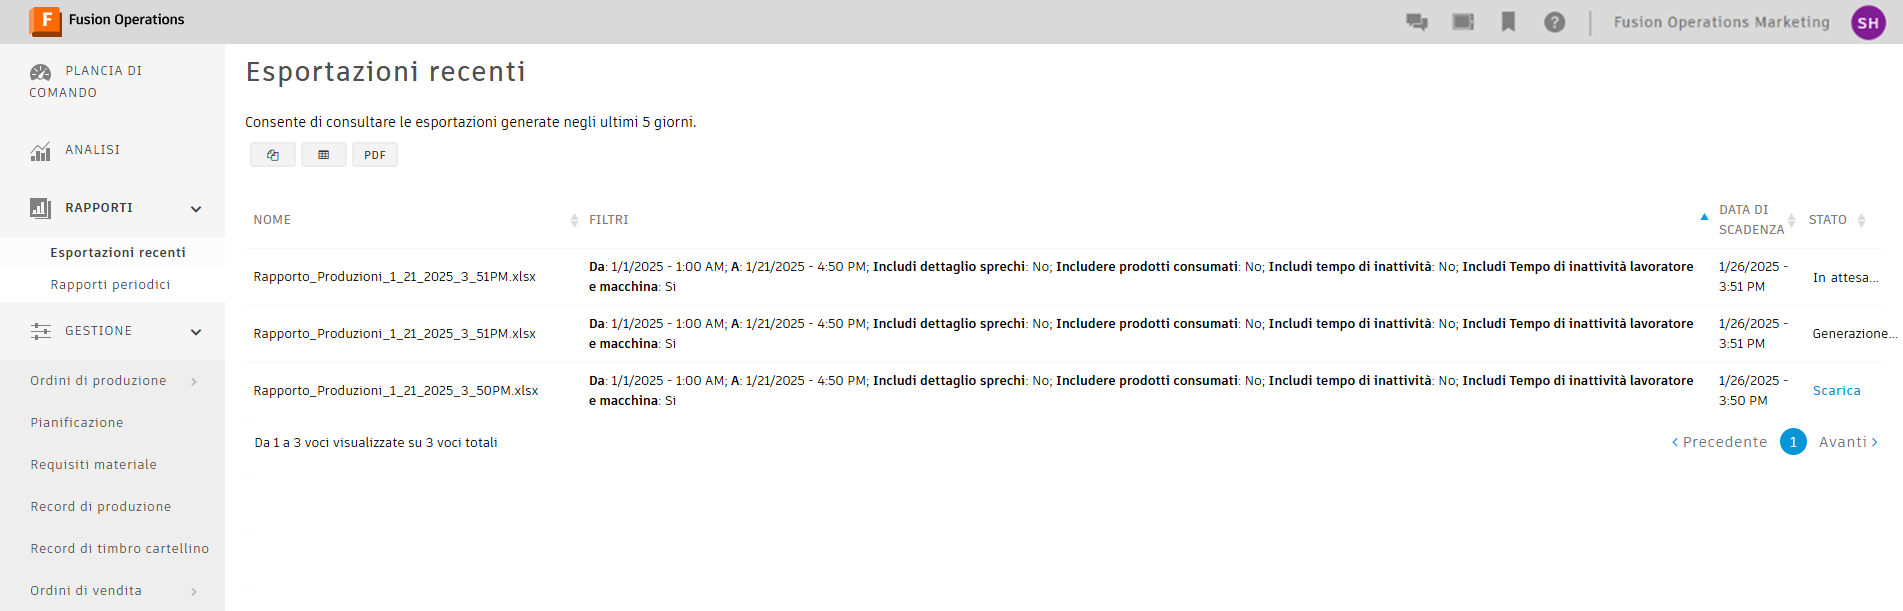 F Fusion Operations
Fusion Operations Marketing SH
PLANCIA DI
COMANDO
ANALISI
RAPPORTI
Esportazioni recenti
Rapporti periodici
GESTIONE
Ordini di produzione
Pianificazione
Requisiti materiale
Record di produzione
Record di timbro cartellino
Ordini di vendita
Esportazioni recenti
Consente di consultare le esportazioni generate negli ultimi 5 giorni.
PDF
NOME FILTRI DATA DI SCADENZA STATO
Rapporto_Produzioni_1_21_2025_3_51PM.xlsx
Da: 1/1/2025 - 1:00 AM; A: 1/21/2025 - 4:50 PM; Includi dettaglio sprechi: No; Includere prodotti consumati: No; Includi tempo di inattività: No; Includi Tempo di inattività lavoratore
e macchina: Sì
1/26/2025 -
3:51 PM
In attesa...
Rapporto_Produzioni_1_21_2025_3_51PM.xlsx
Da: 1/1/2025 - 1:00 AM; A: 1/21/2025 - 4:50 PM; Includi dettaglio sprechi: No; Includere prodotti consumati: No; Includi tempo di inattività: No; Includi Tempo di inattività lavoratore
e macchina: Sì
1/26/2025 -
3:51 PM
Generazione...
Rapporto_Produzioni_1_21_2025_3_50PM.xlsx
Da: 1/1/2025 - 1:00 AM; A: 1/21/2025 - 4:50 PM; Includi dettaglio sprechi: No; Includere prodotti consumati: No; Includi tempo di inattività: No; Includi Tempo di inattività lavoratore
e macchina: Sì
1/26/2025 -
3:50 PM
Scarica
Da 1 a 3 voci visualizzate su 3 voci totali
‹ Precedente 1 Avanti ›